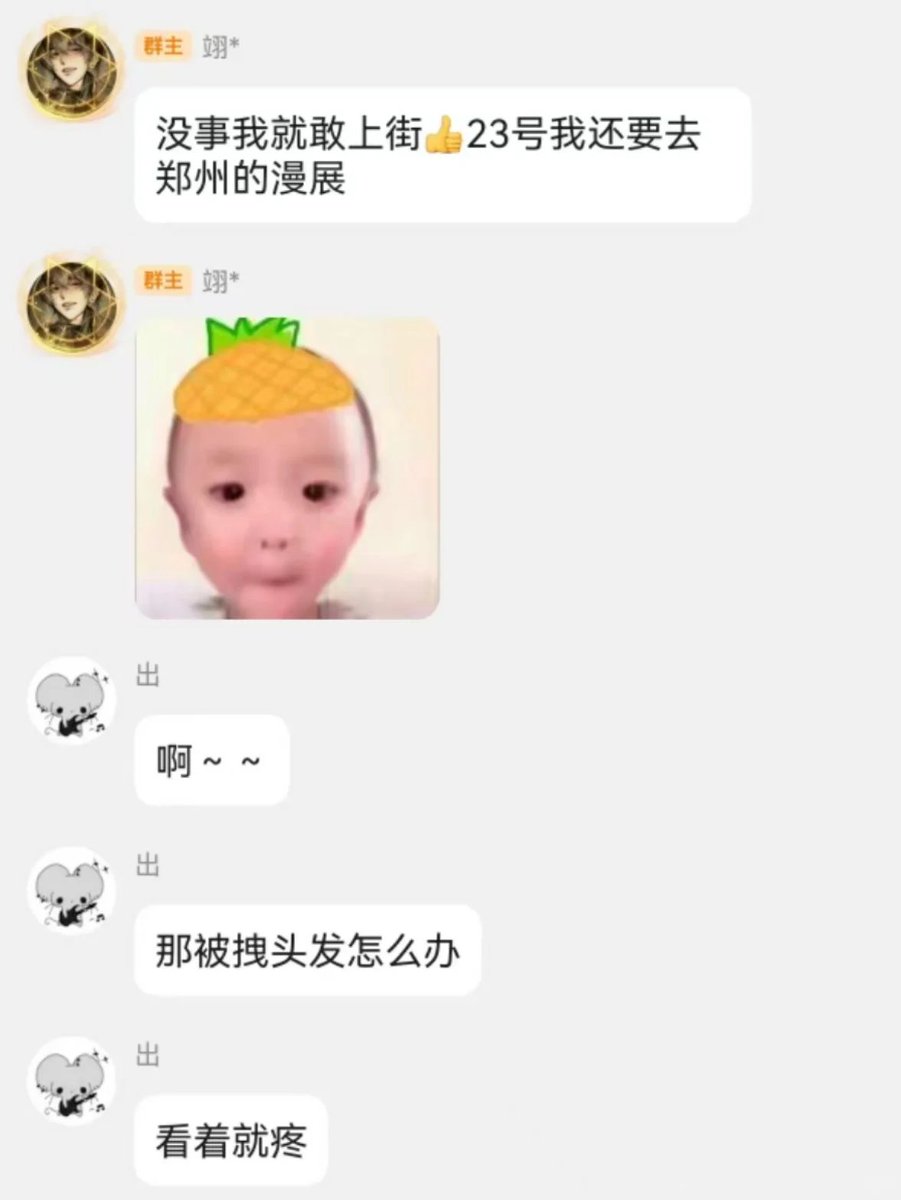 群主 翊*
没事我就敢上街👍23号我还要去
郑州的漫展
群主 翊*
出
啊~ ~
出
那被拽头发怎么办
出
看着就疼